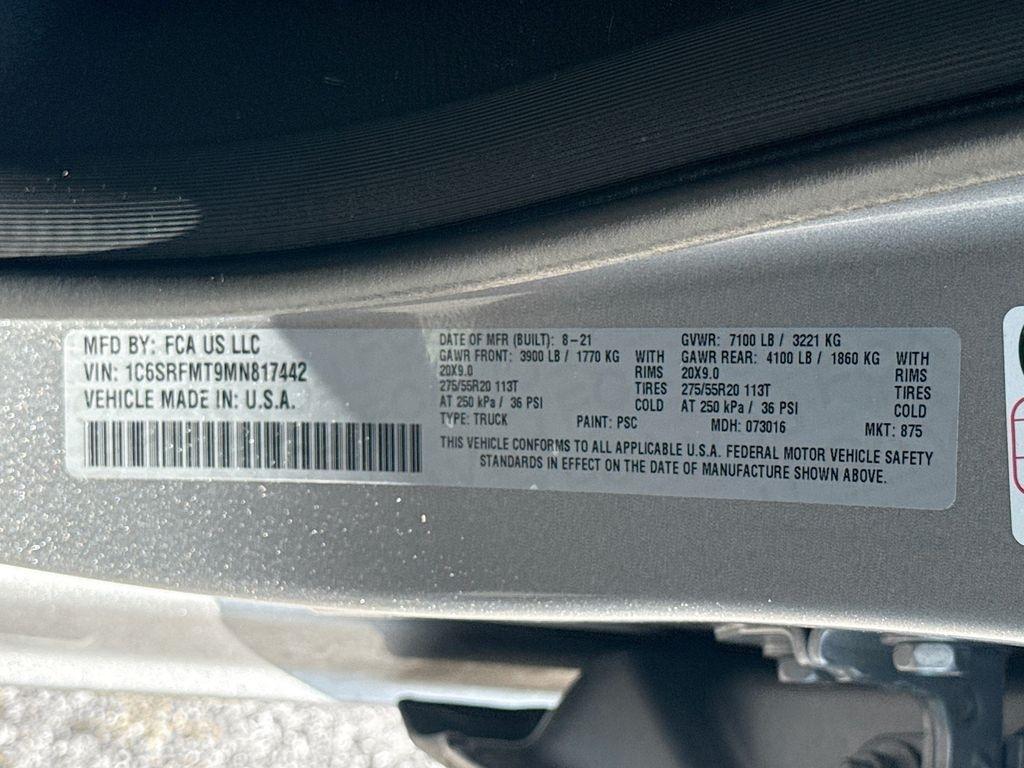 MFD BY: FCA US LLC
VIN: 1C6SRFMT9MN817442
VEHICLE MADE IN: U.S.A.
DATE OF MFR (BUILT): 8-21 GVWR: 7100 LB / 3221 KG
GAWR FRONT: 3900 LB / 1770 KG WITH GAWR REAR: 4100 LB / 1860 KG WITH
20X9.0 RIMS 20X9.0 RIMS
275/55R20 113T TIRES 275/55R20 113T TIRES
AT 250 kPa / 36 PSI COLD AT 250 kPa / 36 PSI COLD
TYPE: TRUCK PAINT: PSC MDH: 073016 MKT: 875
THIS VEHICLE CONFORMS TO ALL APPLICABLE U.S.A. FEDERAL MOTOR VEHICLE SAFETY
STANDARDS IN EFFECT ON THE DATE OF MANUFACTURE SHOWN ABOVE.